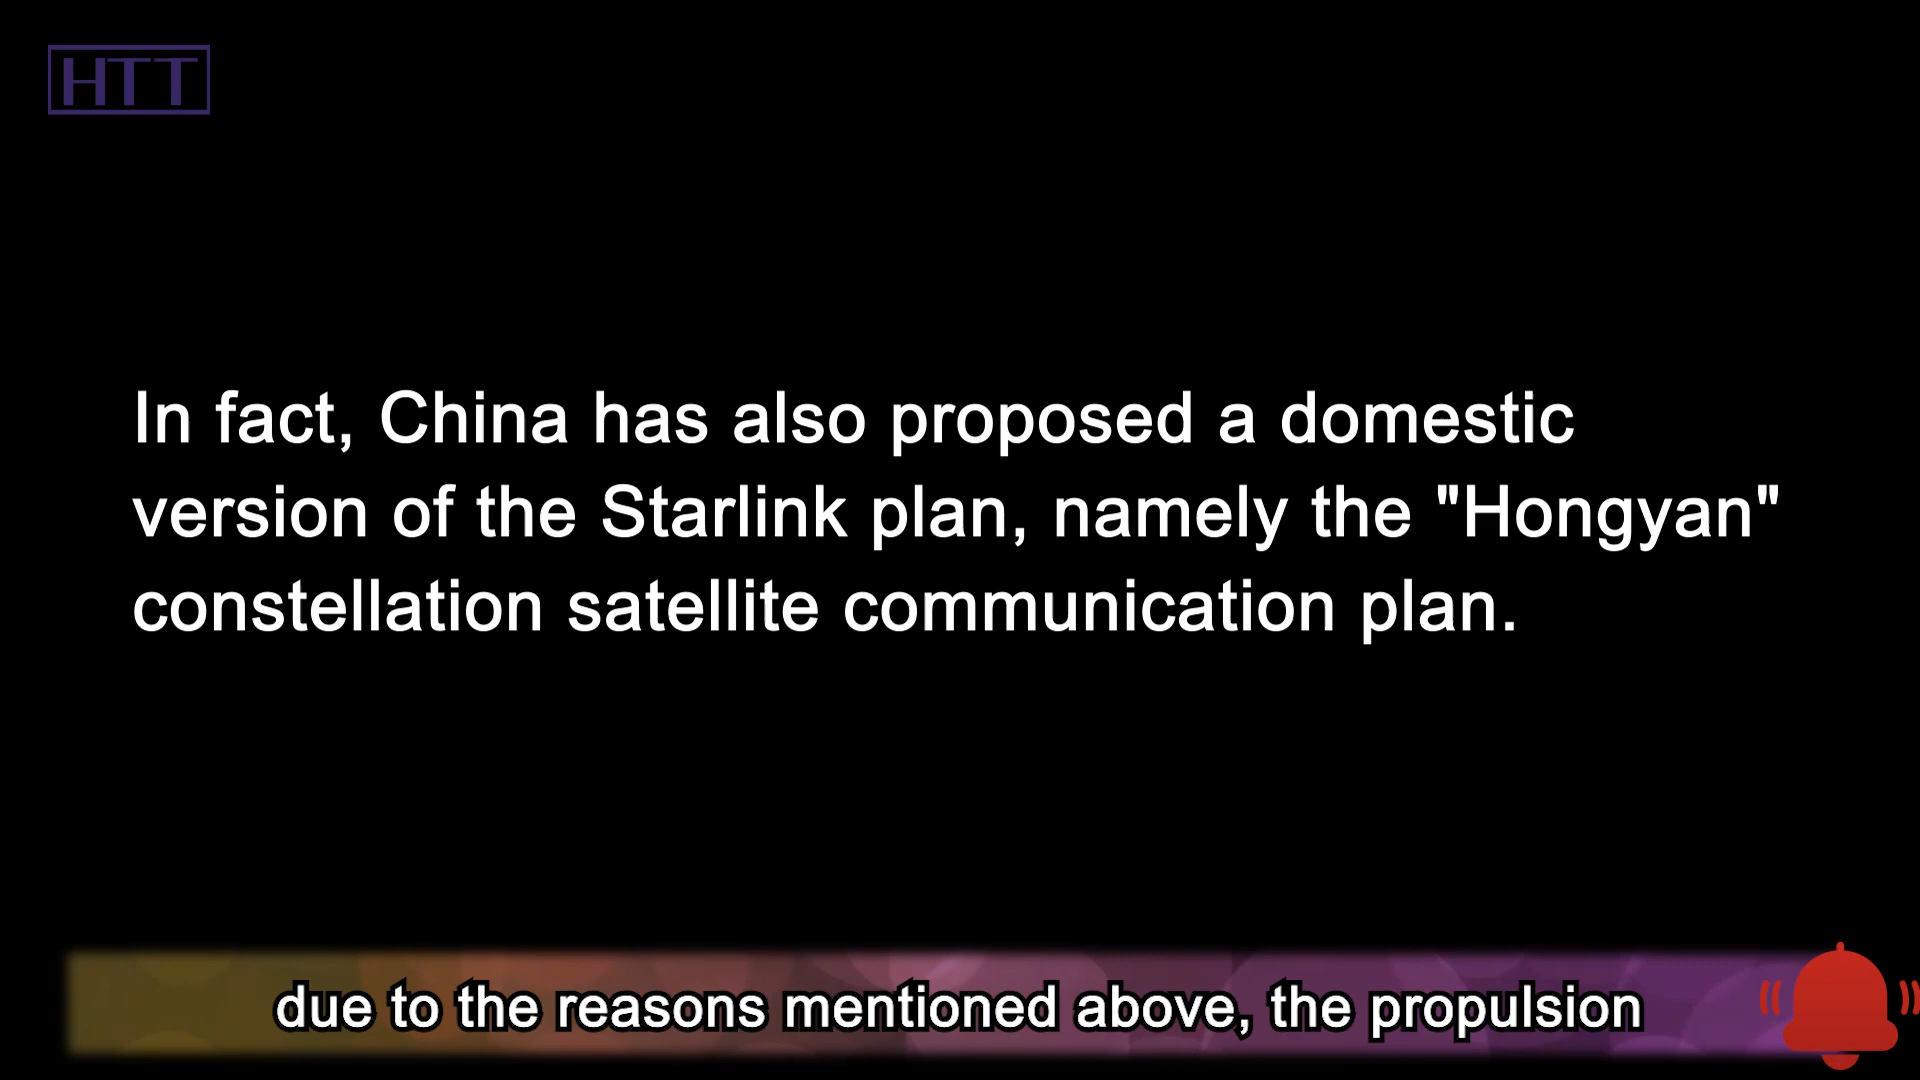 HTT
In fact, China has also proposed a domestic
version of the Starlink plan, namely the "Hongyan"
constellation satellite communication plan.
due to the reasons mentioned above, the propulsion